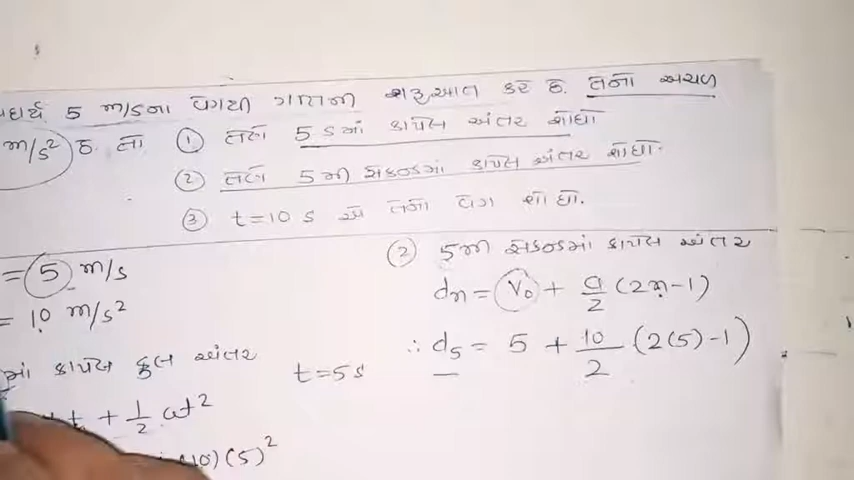 પદાર્થ 5 m/s ના વેગથી ગતિની શરૂઆત કરે છે. તેનો અચળ
m/s² છે. તો ① તેણે 5 s માં કાપેલ અંતર શોધો
② તેણે 5 મી સેકન્ડમાં કાપેલ અંતર શોધો.
③ t = 10 s એ તેનો વેગ શોધો.
= 5 m/s
= 10 m/s²
માં કાપેલ કુલ અંતર t = 5 s
t + 1/2 at²
10) (5)²
② 5 મી સેકન્ડમાં કાપેલ અંતર
dn = V₀ + a/2 (2n-1)
∴ d₅ = 5 + 10/2 (2(5)-1)